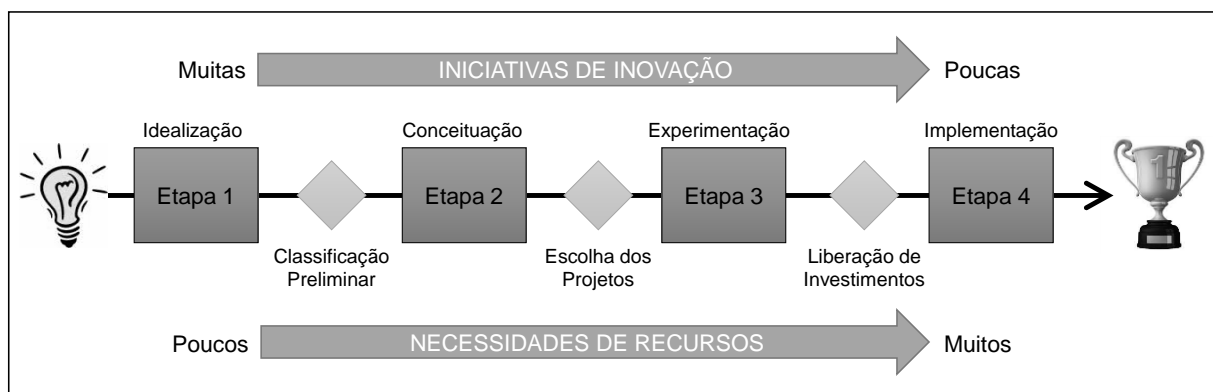 Muitas
INICIATIVAS DE INOVAÇÃO
Poucas
Idealização
Conceituação
Experimentação
Implementação
Etapa 1
Etapa 2
Etapa 3
Etapa 4
1
Classificação
Preliminar
Escolha dos
Projetos
Liberação de
Investimentos
Poucos
NECESSIDADES DE RECURSOS
Muitos